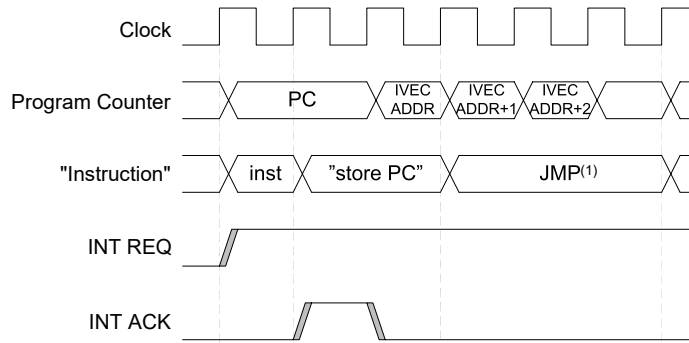 Clock
Program Counter
PC
IVEC
ADDR
IVEC
ADDR+1
IVEC
ADDR+2
"Instruction"
inst
”store PC”
JMP(1)
INT REQ
INT ACK